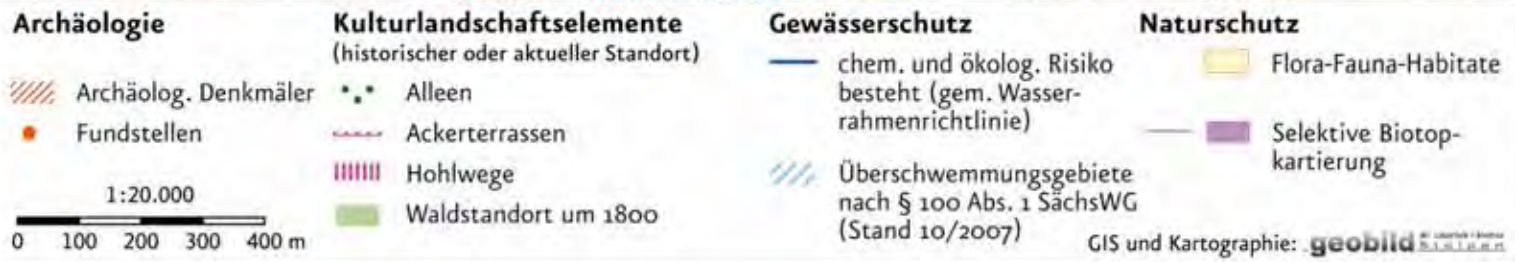 Archäologie
Archäolog. Denkmäler
Fundstellen
1:20.000
0 100 200 300 400 m
Kulturlandschaftselemente
(historischer oder aktueller Standort)
Alleen
Ackerterrassen
Hohlwege
Waldstandort um 1800
Gewässerschutz
chem. und ökolog. Risiko
besteht (gem. Wasser-
rahmenrichtlinie)
Überschwemmungsgebiete
nach § 100 Abs. 1 SächsWG
(Stand 10/2007)
Naturschutz
Flora-Fauna-Habitate
Selektive Biotop-
kartierung
GIS und Kartographie: geobild